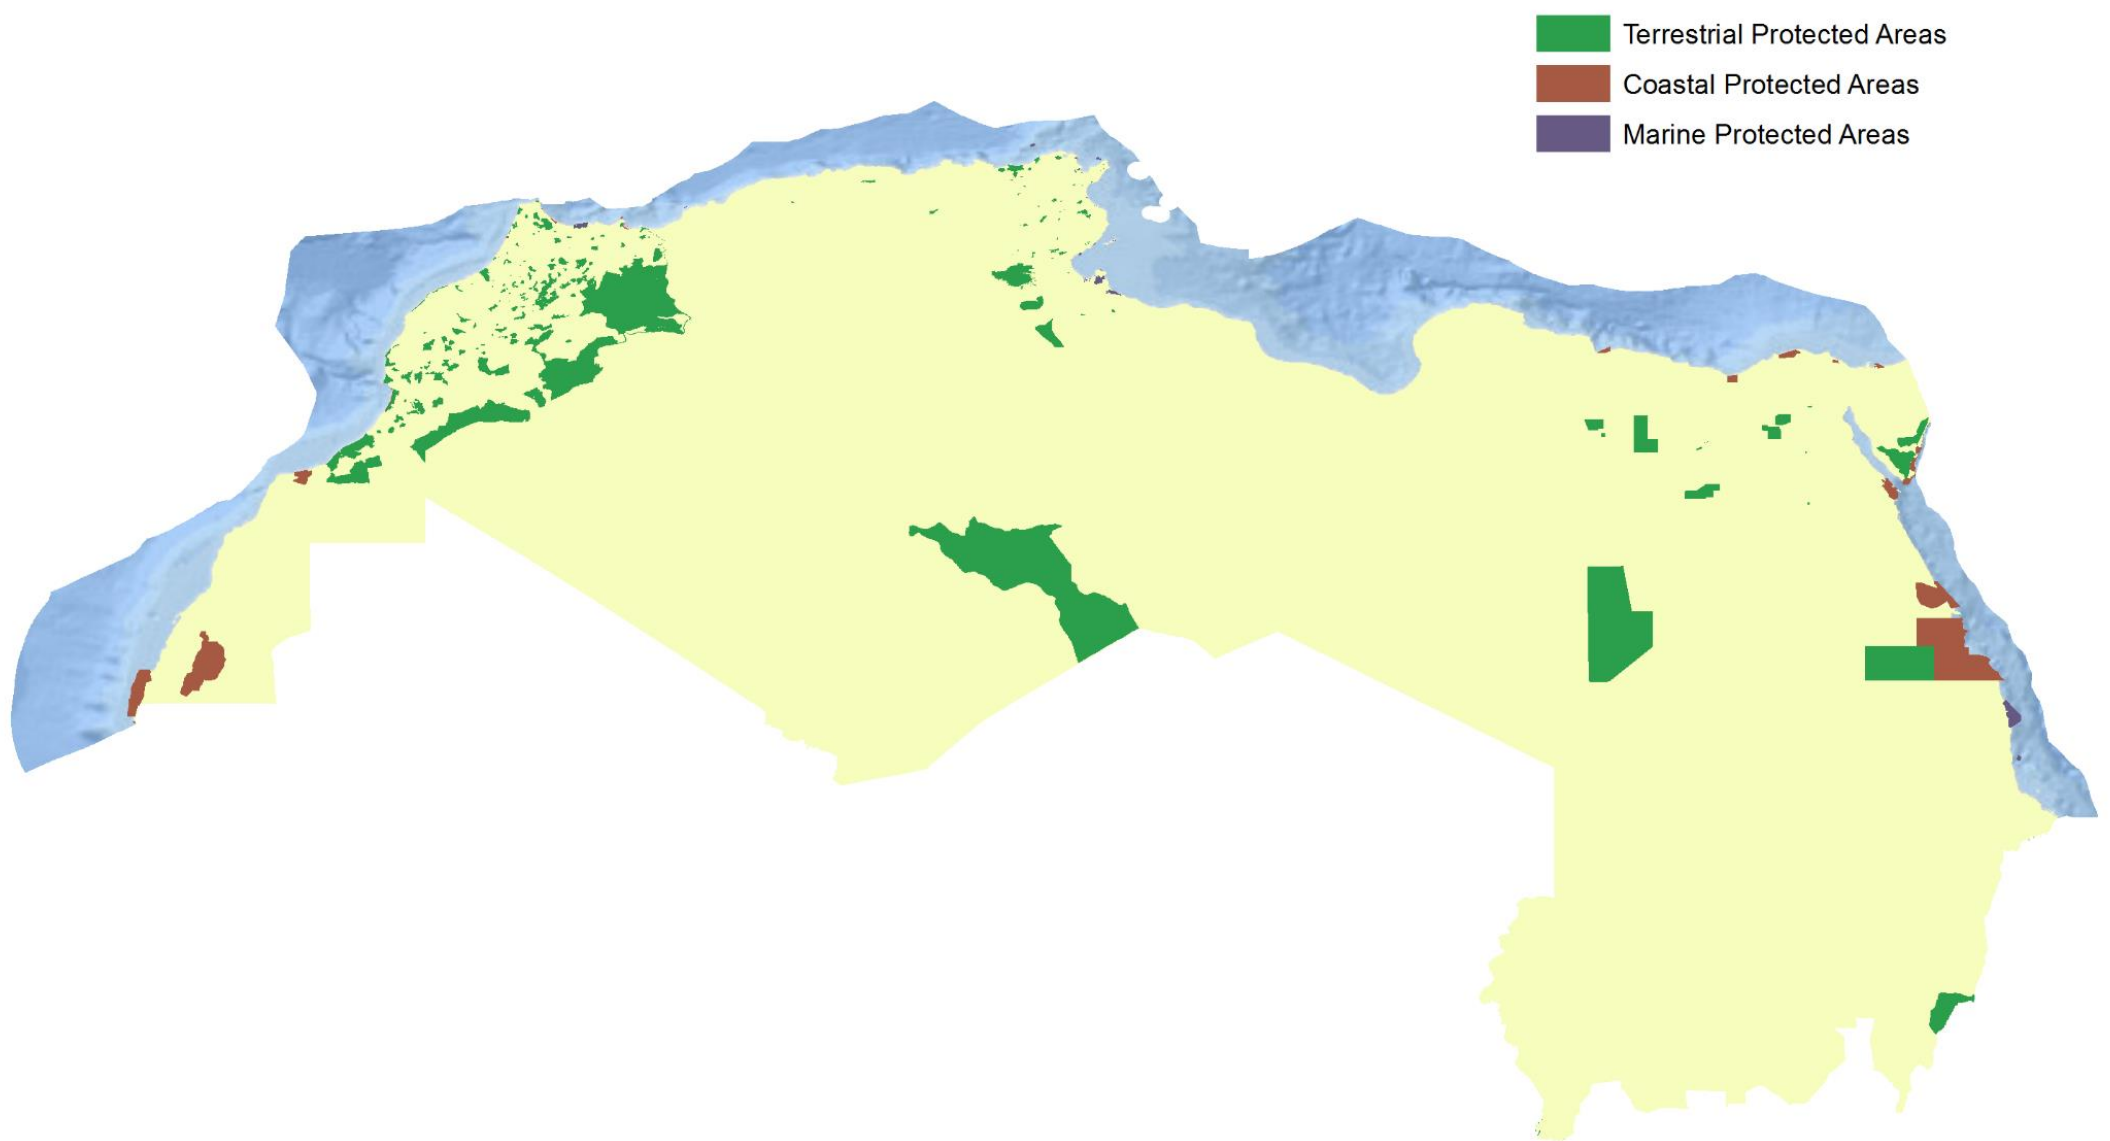 Terrestrial Protected Areas
Coastal Protected Areas
Marine Protected Areas